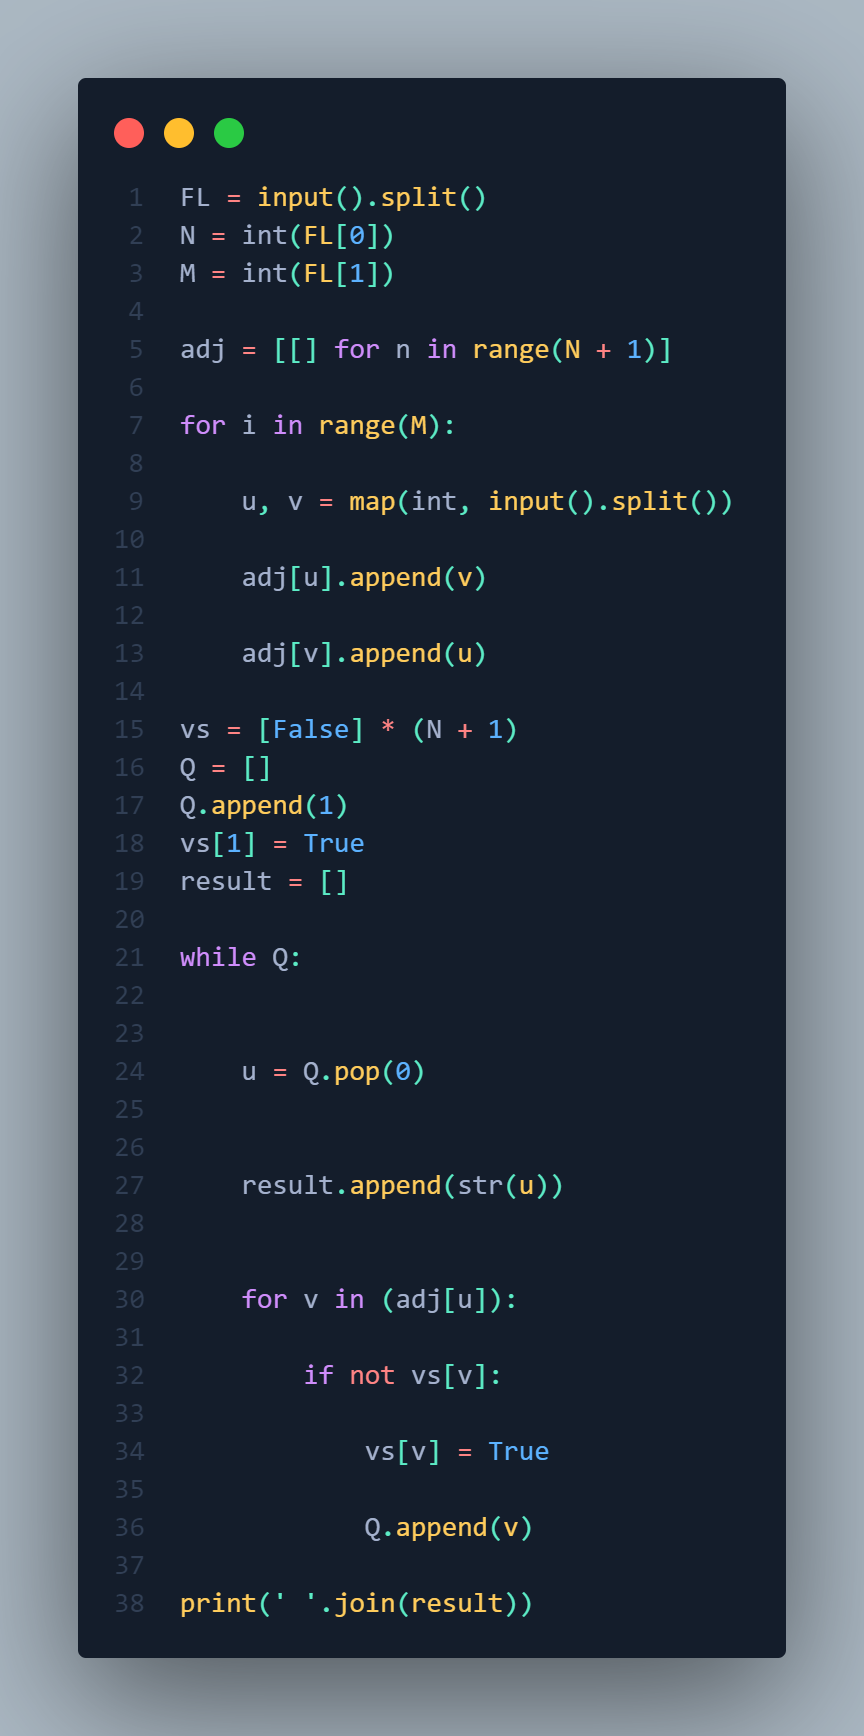 1 FL = input().split()
2 N = int(FL[0])
3 M = int(FL[1])
4
5 adj = [[] for n in range(N + 1)]
6
7 for i in range(M):
8
9     u, v = map(int, input().split())
10
11     adj[u].append(v)
12
13     adj[v].append(u)
14
15 vs = [False] * (N + 1)
16 Q = []
17 Q.append(1)
18 vs[1] = True
19 result = []
20
21 while Q:
22
23
24     u = Q.pop(0)
25
26
27     result.append(str(u))
28
29
30     for v in (adj[u]):
31
32         if not vs[v]:
33
34             vs[v] = True
35
36             Q.append(v)
37
38 print(' '.join(result))